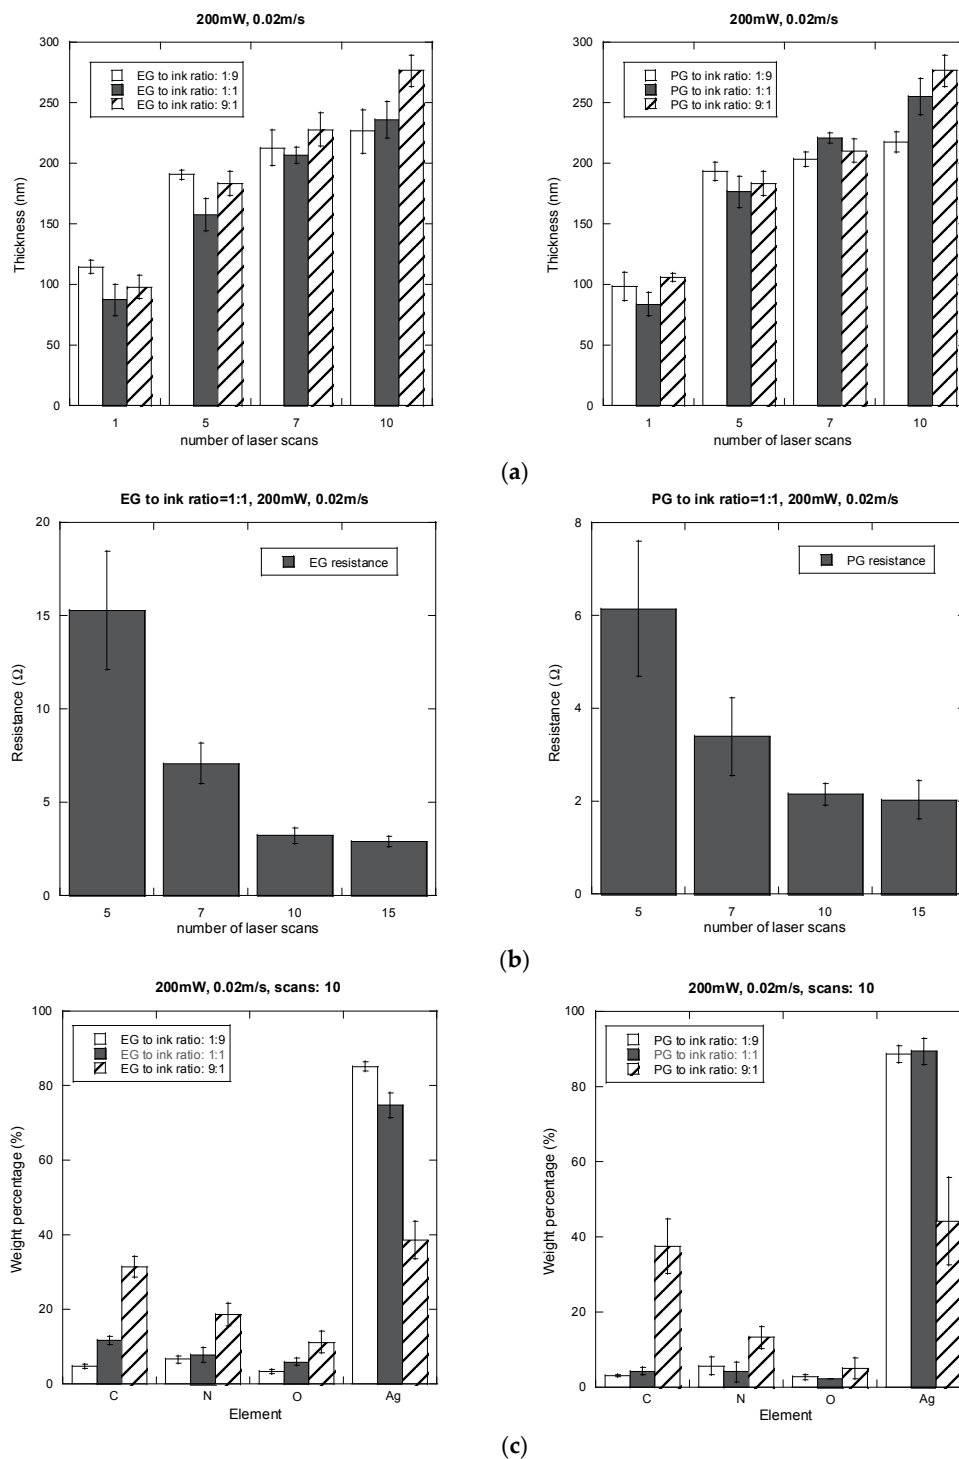 200mW, 0.02m/s
300
250
200
150
100
50
0
Thickness (nm)
EG to ink ratio: 1:9
EG to ink ratio: 1:1
EG to ink ratio: 9:1
1 5 7 10
number of laser scans
200mW, 0.02m/s
300
250
200
150
100
50
0
Thickness (nm)
PG to ink ratio: 1:9
PG to ink ratio: 1:1
PG to ink ratio: 9:1
1 5 7 10
number of laser scans
(a)
EG to ink ratio=1:1, 200mW, 0.02m/s
20
15
10
5
0
Resistance (Ω)
EG resistance
5 7 10 15
number of laser scans
PG to ink ratio=1:1, 200mW, 0.02m/s
8
6
4
2
0
Resistance (Ω)
PG resistance
5 7 10 15
number of laser scans
(b)
200mW, 0.02m/s, scans: 10
100
80
60
40
20
0
Weight percentage (%)
EG to ink ratio: 1:9
EG to ink ratio: 1:1
EG to ink ratio: 9:1
C N O Ag
Element
200mW, 0.02m/s, scans: 10
100
80
60
40
20
0
Weight percentage (%)
PG to ink ratio: 1:9
PG to ink ratio: 1:1
PG to ink ratio: 9:1
C N O Ag
Element
(c)